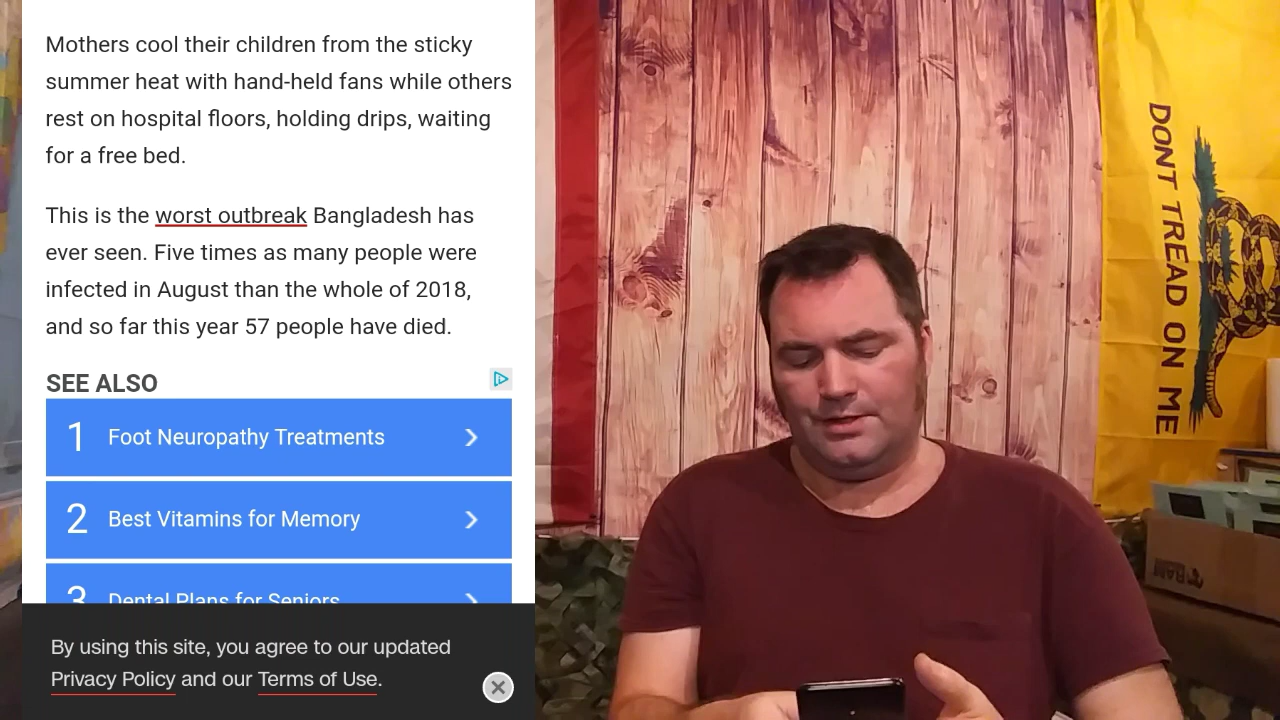 Mothers cool their children from the sticky
summer heat with hand-held fans while others
rest on hospital floors, holding drips, waiting
for a free bed.
This is the worst outbreak Bangladesh has
ever seen. Five times as many people were
infected in August than the whole of 2018,
and so far this year 57 people have died.
SEE ALSO
1 Foot Neuropathy Treatments
2 Best Vitamins for Memory
3 Dental Plans for Seniors
By using this site, you agree to our updated
Privacy Policy and our Terms of Use.
DONT TREAD ON ME